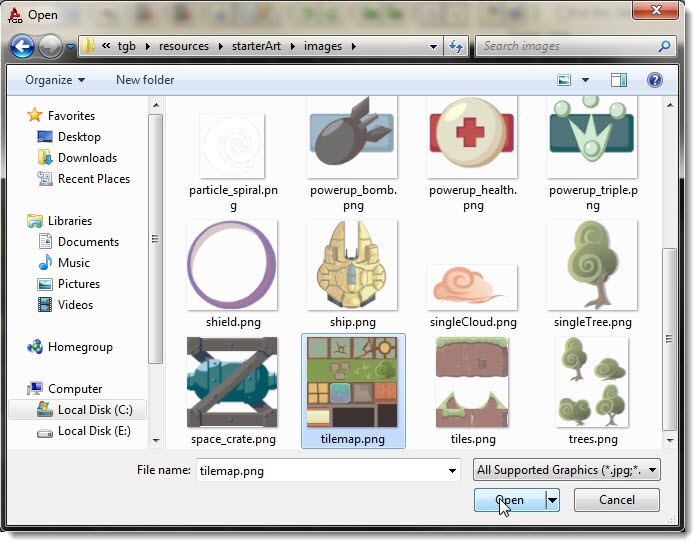 Open
TGB
« tgb ▸ resources ▸ starterArt ▸ images ▸
Search images
Organize
New folder
Favorites
Desktop
Downloads
Recent Places
Libraries
Documents
Music
Pictures
Videos
Homegroup
Computer
Local Disk (C:)
Local Disk (E:)
particle_spiral.pn
g
powerup_bomb.
png
powerup_health.
png
powerup_triple.p
ng
shield.png
ship.png
singleCloud.png
singleTree.png
space_crate.png
tilemap.png
tiles.png
trees.png
File name:
tilemap.png
All Supported Graphics (*.jpg;*.
Open
Cancel